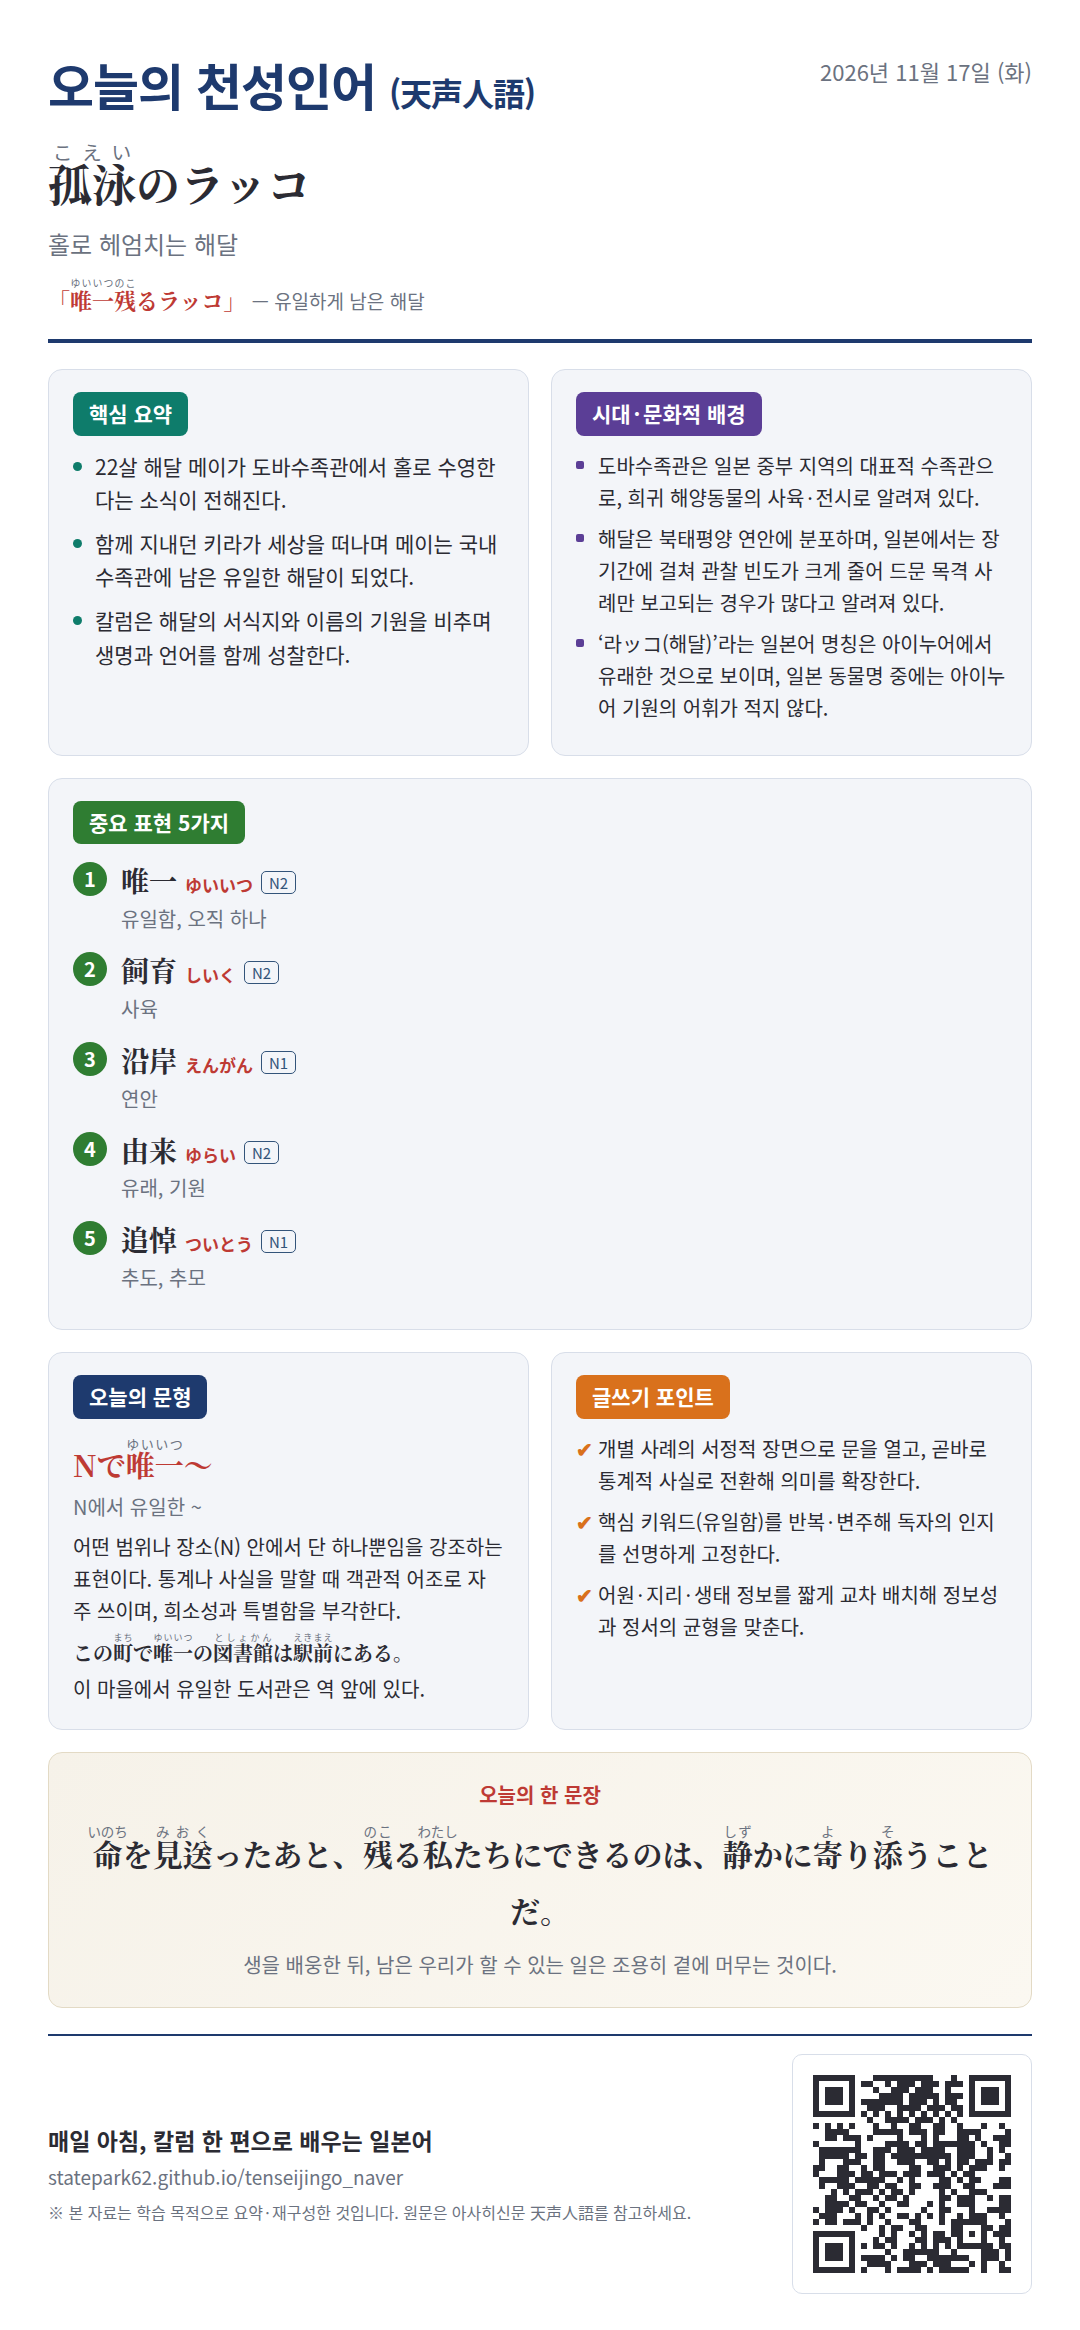 오늘의 천성인어 (天声人語)
2026년 11월 17일 (화)
こえい
孤泳のラッコ
홀로 헤엄치는 해달
ゆいいつのこ
「唯一残るラッコ」 — 유일하게 남은 해달
핵심 요약
22살 해달 메이가 도바수족관에서 홀로 수영한
다는 소식이 전해진다.
함께 지내던 키라가 세상을 떠나며 메이는 국내
수족관에 남은 유일한 해달이 되었다.
칼럼은 해달의 서식지와 이름의 기원을 비추며
생명과 언어를 함께 성찰한다.
시대·문화적 배경
도바수족관은 일본 중부 지역의 대표적 수족관으
로, 희귀 해양동물의 사육·전시로 알려져 있다.
해달은 북태평양 연안에 분포하며, 일본에서는 장
기간에 걸쳐 관찰 빈도가 크게 줄어 드문 목격 사
례만 보고되는 경우가 많다고 알려져 있다.
‘라ッコ(해달)’라는 일본어 명칭은 아이누어에서
유래한 것으로 보이며, 일본 동물명 중에는 아이누
어 기원의 어휘가 적지 않다.
중요 표현 5가지
1 唯一 ゆいいつ N2
유일함, 오직 하나
2 飼育 しいく N2
사육
3 沿岸 えんがん N1
연안
4 由来 ゆらい N2
유래, 기원
5 追悼 ついとう N1
추도, 추모
오늘의 문형
ゆいいつ
Nで唯一〜
N에서 유일한 ~
어떤 범위나 장소(N) 안에서 단 하나뿐임을 강조하는
표현이다. 통계나 사실을 말할 때 객관적 어조로 자
주 쓰이며, 희소성과 특별함을 부각한다.
まち ゆいいつ としょかん えきまえ
この町で唯一の図書館は駅前にある。
이 마을에서 유일한 도서관은 역 앞에 있다.
글쓰기 포인트
✔ 개별 사례의 서정적 장면으로 문을 열고, 곧바로
통계적 사실로 전환해 의미를 확장한다.
✔ 핵심 키워드(유일함)를 반복·변주해 독자의 인지
를 선명하게 고정한다.
✔ 어원·지리·생태 정보를 짧게 교차 배치해 정보성
과 정서의 균형을 맞춘다.
오늘의 한 문장
いのち みおく のこ わたし しず よ そ
命を見送ったあと、残る私たちにできるのは、静かに寄り添うこと
だ。
생을 배웅한 뒤, 남은 우리가 할 수 있는 일은 조용히 곁에 머무는 것이다.
매일 아침, 칼럼 한 편으로 배우는 일본어
statepark62.github.io/tenseijingo_naver
※ 본 자료는 학습 목적으로 요약·재구성한 것입니다. 원문은 아사히신문 天声人語를 참고하세요.